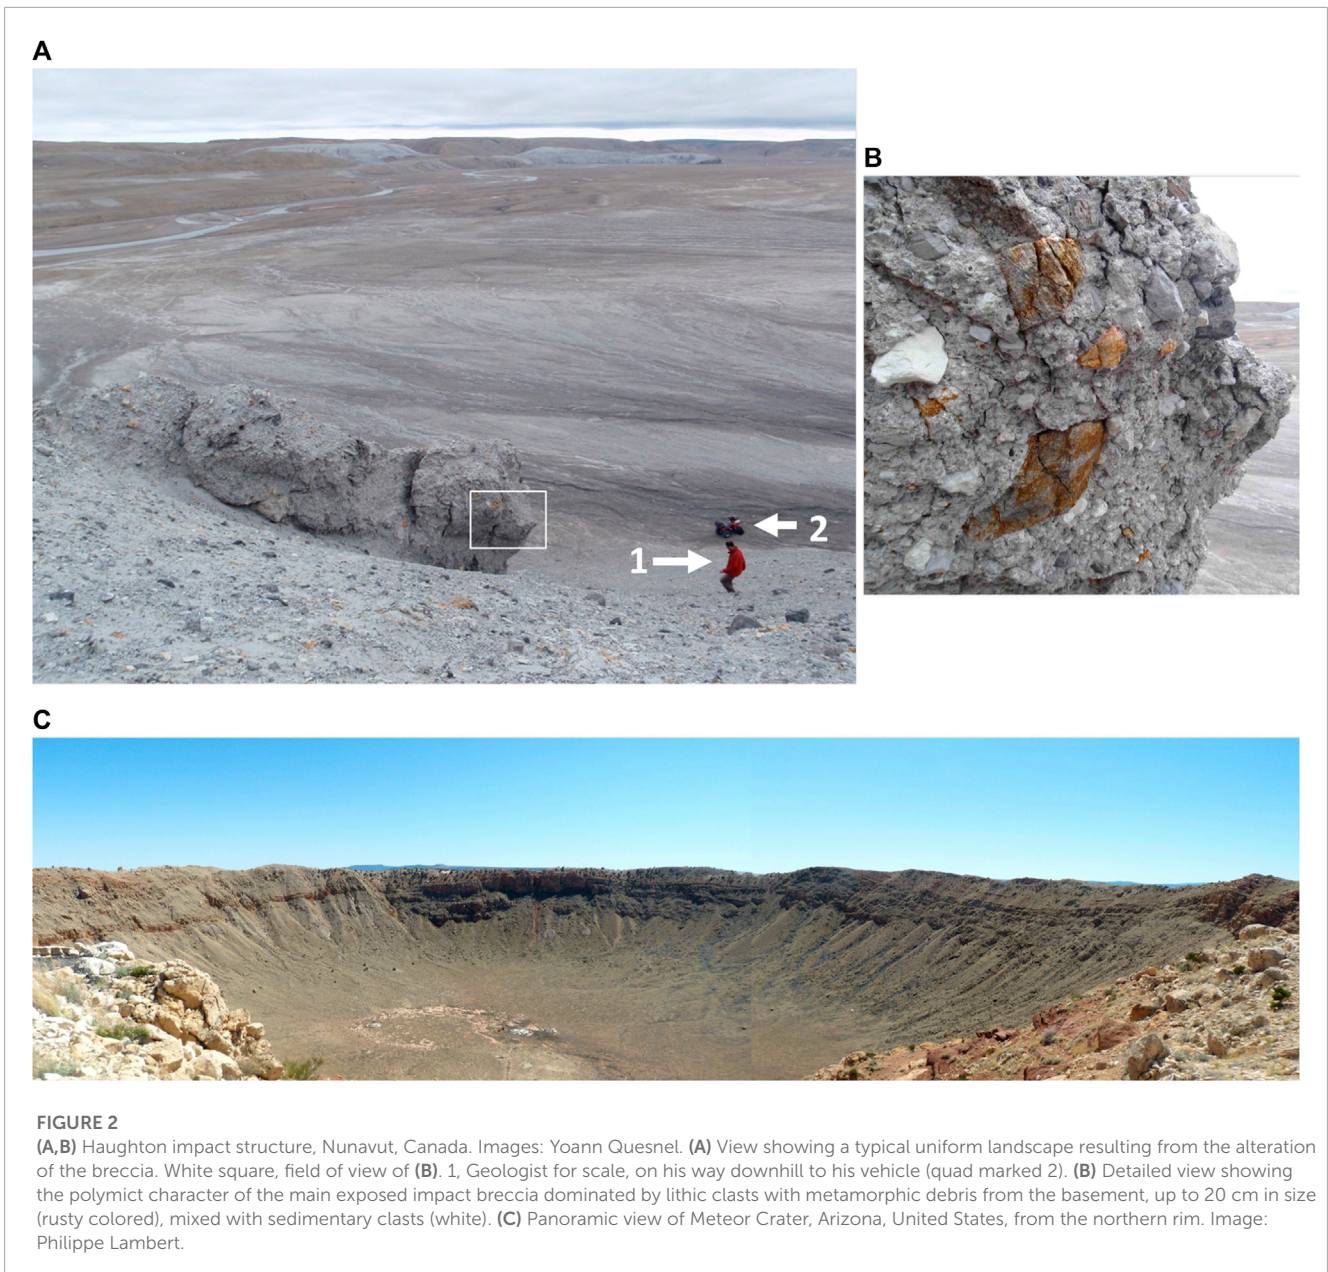 A
B
1
2
C
FIGURE 2
(A,B) Haughton impact structure, Nunavut, Canada. Images: Yoann Quesnel. (A) View showing a typical uniform landscape resulting from the alteration
of the breccia. White square, field of view of (B). 1, Geologist for scale, on his way downhill to his vehicle (quad marked 2). (B) Detailed view showing
the polymict character of the main exposed impact breccia dominated by lithic clasts with metamorphic debris from the basement, up to 20 cm in size
(rusty colored), mixed with sedimentary clasts (white). (C) Panoramic view of Meteor Crater, Arizona, United States, from the northern rim. Image:
Philippe Lambert.